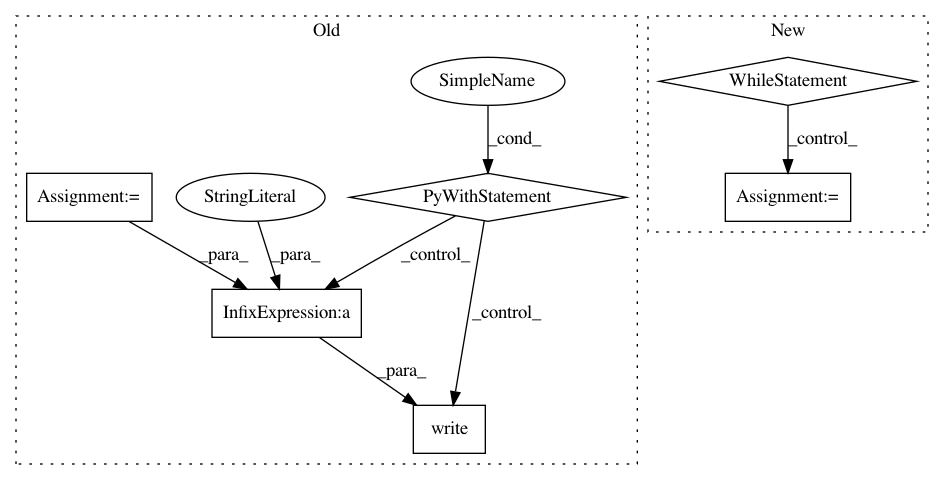 Old
New
SimpleName
WhileStatement
_cond_
_control_
Assignment:=
StringLiteral
PyWithStatement
Assignment:=
_para_
_para_
_control_
_control_
InfixExpression:a
_para_
write